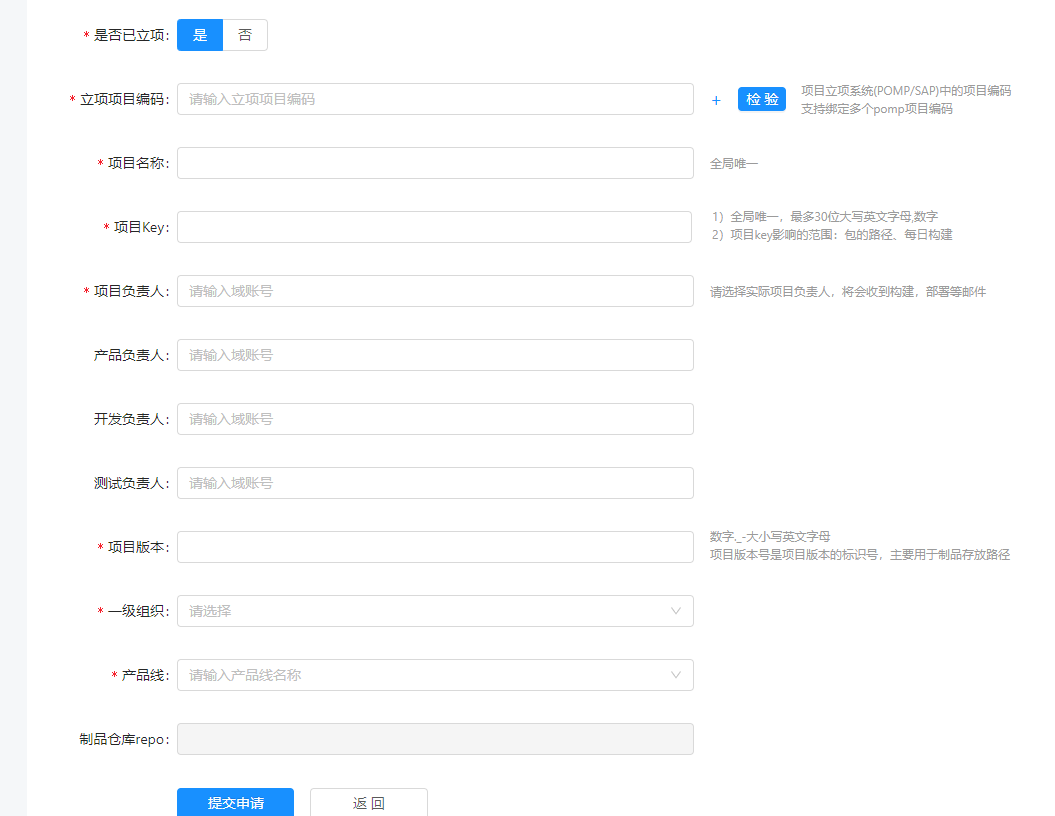 * 是否已立项: 是 否
* 立项项目编码: 请输入立项项目编码 + 检 验 项目立项系统(POMP/SAP)中的项目编码
支持绑定多个pomp项目编码
* 项目名称: 全局唯一
* 项目Key: 1）全局唯一，最多30位大写英文字母,数字
2）项目key影响的范围：包的路径、每日构建
* 项目负责人: 请输入域账号 请选择实际项目负责人，将会收到构建，部署等邮件
产品负责人: 请输入域账号
开发负责人: 请输入域账号
测试负责人: 请输入域账号
* 项目版本: 数字._-大小写英文字母
项目版本号是项目版本的标识号，主要用于制品存放路径
* 一级组织: 请选择
* 产品线: 请输入产品线名称
制品仓库repo:
提交申请 返 回